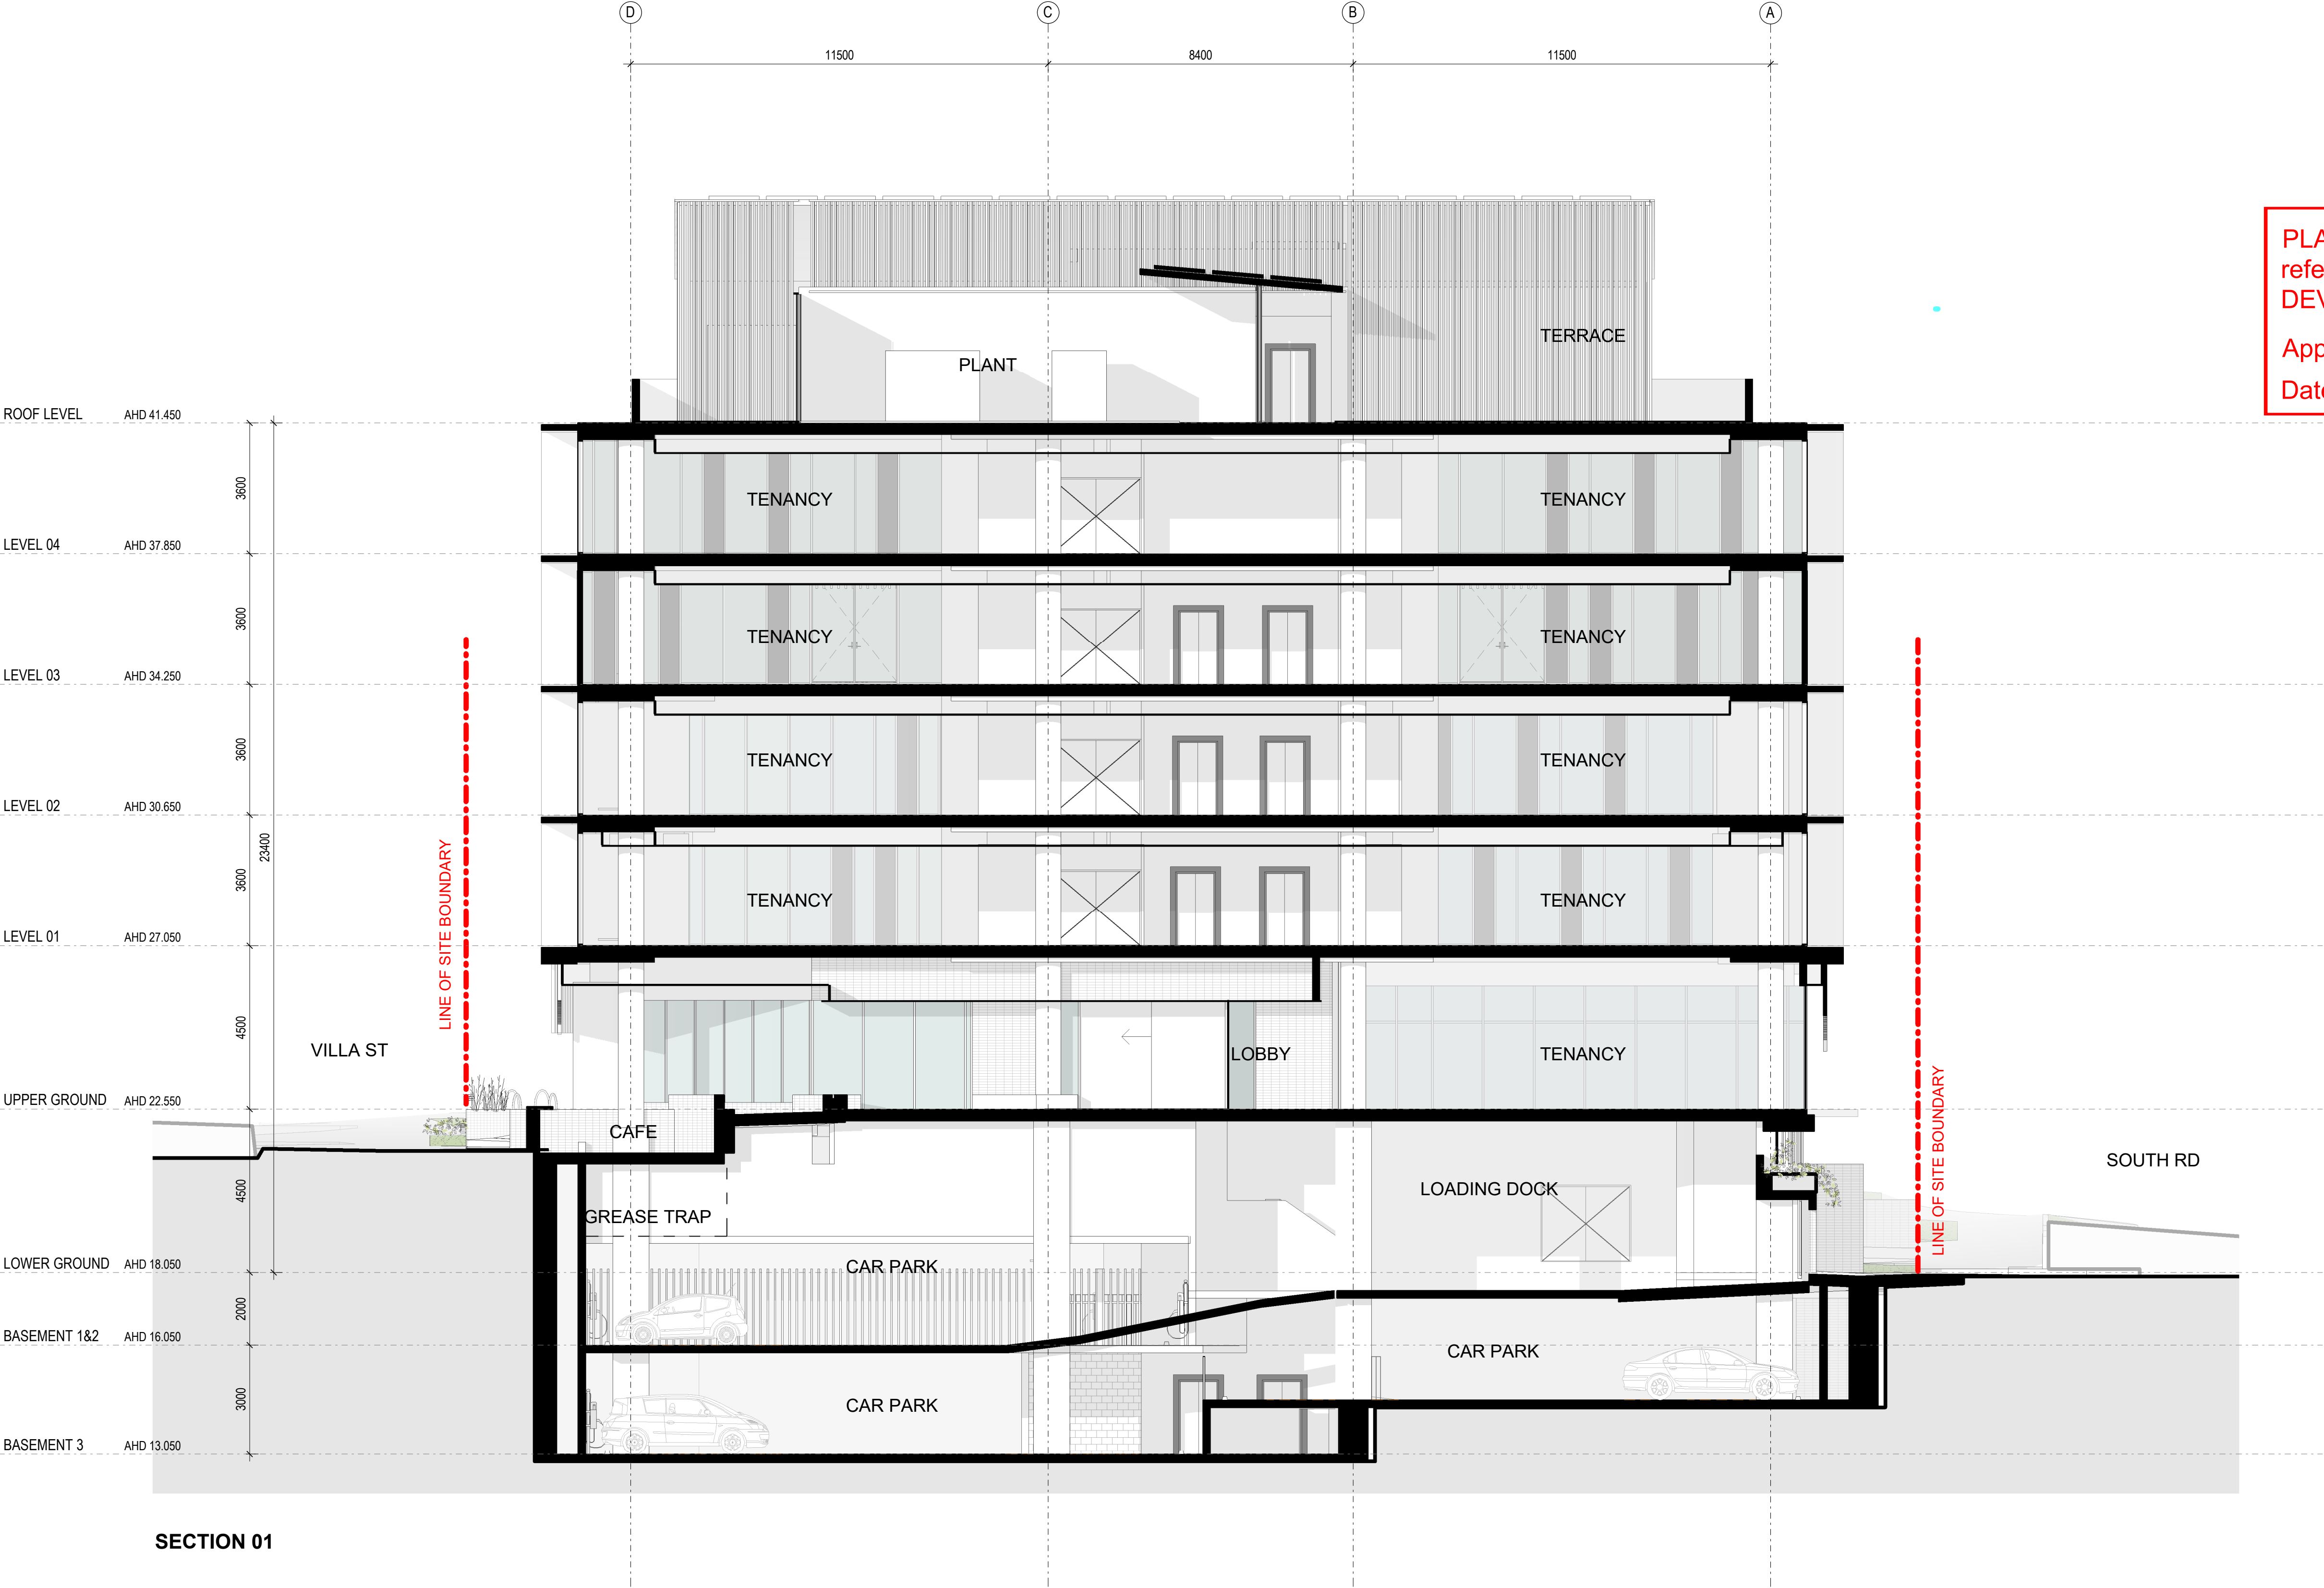 D C B A
11500 8400 11500
PLA
refe
DEV
App
Date
TERRACE
PLANT
ROOF LEVEL AHD 41.450
3600
TENANCY TENANCY
LEVEL 04 AHD 37.850
3600
TENANCY TENANCY
LEVEL 03 AHD 34.250
3600
TENANCY TENANCY
LEVEL 02 AHD 30.650
23400
3600
TENANCY TENANCY
LINE OF SITE BOUNDARY
LEVEL 01 AHD 27.050
4500
VILLA ST
LOBBY TENANCY
UPPER GROUND AHD 22.550
CAFE
LINE OF SITE BOUNDARY
SOUTH RD
4500
LOADING DOCK
GREASE TRAP
LOWER GROUND AHD 18.050
CAR PARK
2000
BASEMENT 1&2 AHD 16.050
CAR PARK
3000
CAR PARK
BASEMENT 3 AHD 13.050
SECTION 01